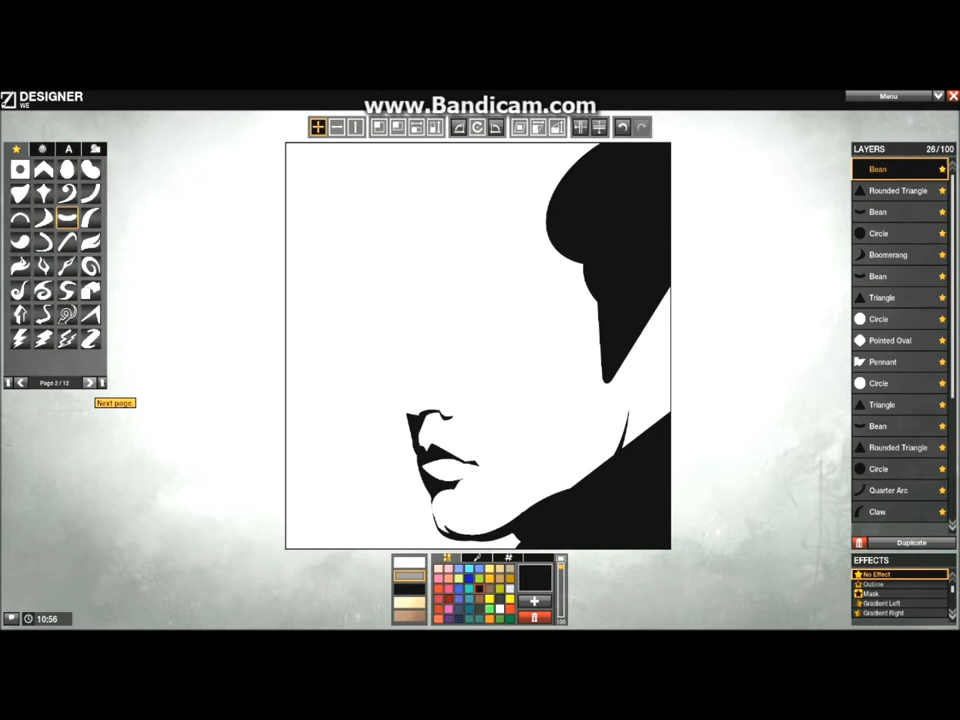 DESIGNER
WE
www.Bandicam.com
Menu
A
Page 2 / 12
Next page.
LAYERS 26/100
Bean
Rounded Triangle
Bean
Circle
Boomerang
Bean
Triangle
Circle
Pointed Oval
Pennant
Circle
Triangle
Bean
Rounded Triangle
Circle
Quarter Arc
Claw
Duplicate
EFFECTS
No Effect
Outline
Mask
Gradient Left
Gradient Right
#
100
10:56